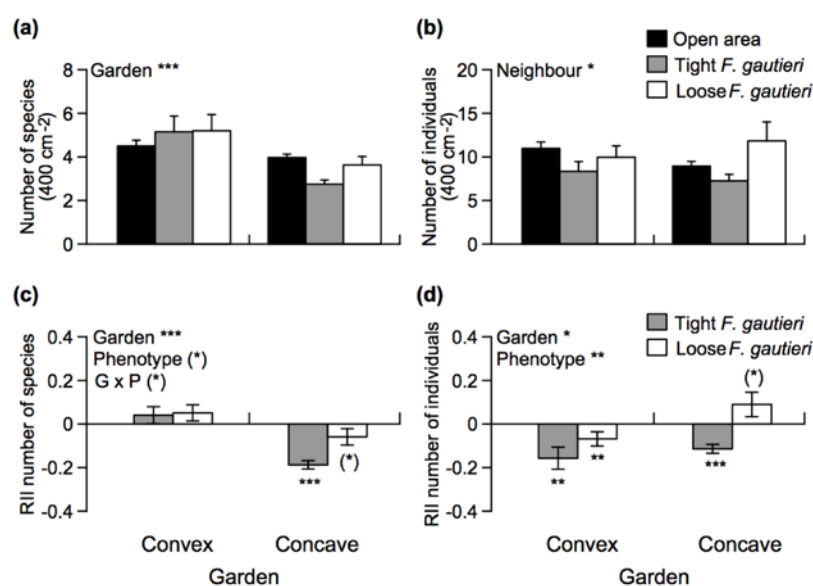 (a)
Garden ***
Number of species
(400 cm-2)
8
6
4
2
0
(b)
Neighbour *
Open area
Tight F. gautieri
Loose F. gautieri
Number of individuals
(400 cm-2)
20
15
10
5
0
(c)
Garden ***
Phenotype (*)
G x P (*)
RII number of species
0.4
0.2
0
-0.2
-0.4
***
(*)
Convex
Concave
Garden
(d)
Garden *
Phenotype **
Tight F. gautieri
Loose F. gautieri
RII number of individuals
0.4
0.2
0
-0.2
-0.4
**
**
***
(*)
Convex
Concave
Garden